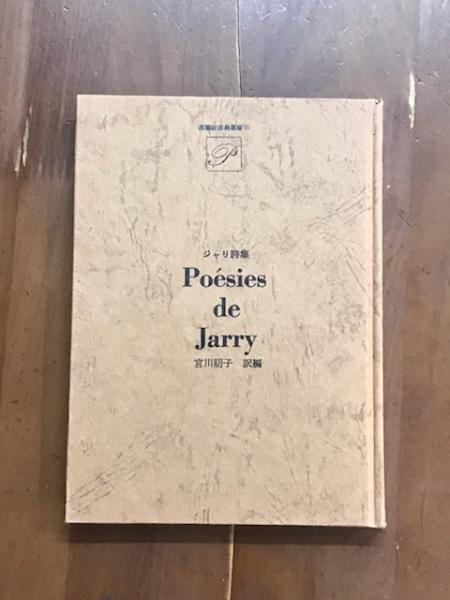 P
ジャリ詩集
Poésies
de
Jarry
宮川明子 訳編